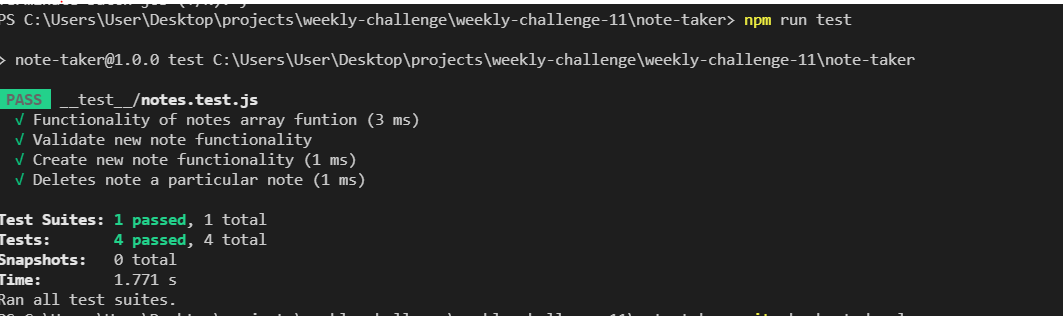 PS C:\Users\User\Desktop\projects\weekly-challenge\weekly-challenge-11\note-taker> npm run test
> note-taker@1.0.0 test C:\Users\User\Desktop\projects\weekly-challenge\weekly-challenge-11\note-taker
PASS __test__/notes.test.js
√ Functionality of notes array funtion (3 ms)
√ Validate new note functionality
√ Create new note functionality (1 ms)
√ Deletes note a particular note (1 ms)
Test Suites: 1 passed, 1 total
Tests: 4 passed, 4 total
Snapshots: 0 total
Time: 1.771 s
Ran all test suites.